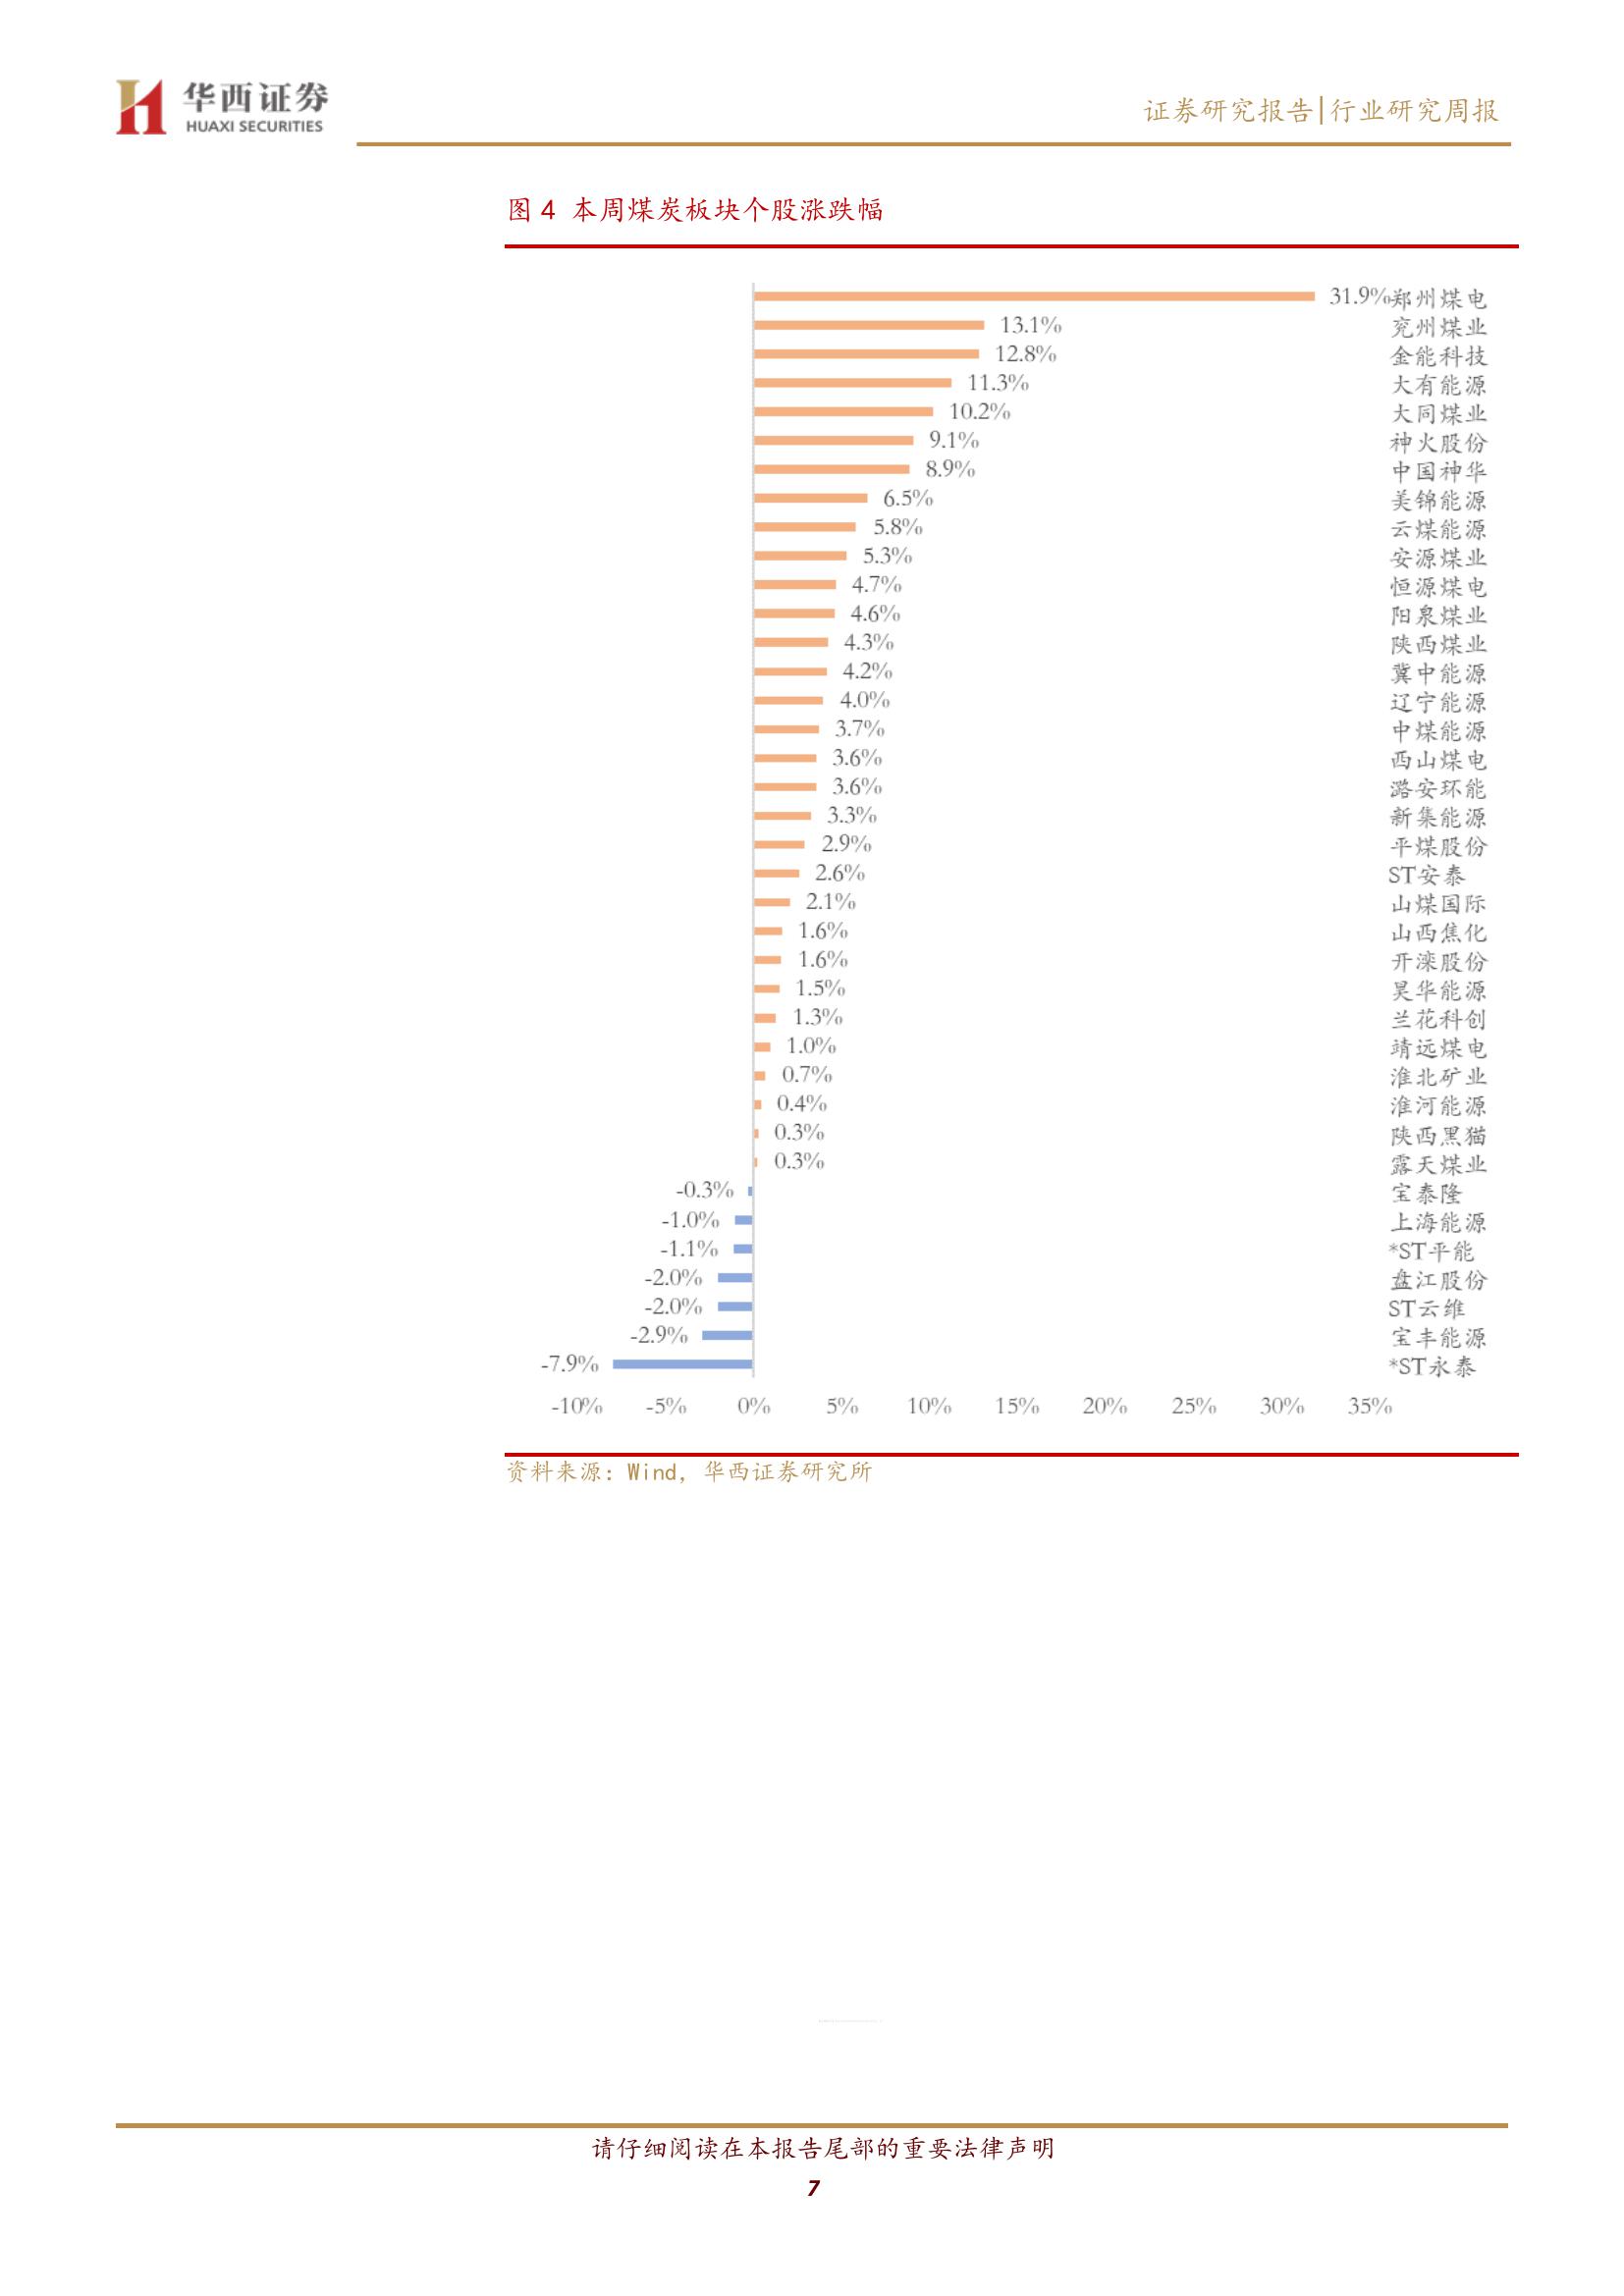 华西证券
HUAXI SECURITIES
证券研究报告|行业研究周报
图 4 本周煤炭板块个股涨跌幅
31.9% 郑州煤电
13.1% 兖州煤业
12.8% 金能科技
11.3% 大有能源
10.2% 大同煤业
9.1% 神火股份
8.9% 中国神华
6.5% 美锦能源
5.8% 云煤能源
5.3% 安源煤业
4.7% 恒源煤电
4.6% 阳泉煤业
4.3% 陕西煤业
4.2% 冀中能源
4.0% 辽宁能源
3.7% 中煤能源
3.6% 西山煤电
3.6% 潞安环能
3.3% 新集能源
2.9% 平煤股份
2.6% ST安泰
2.1% 山煤国际
1.6% 山西焦化
1.6% 开滦股份
1.5% 昊华能源
1.3% 兰花科创
1.0% 靖远煤电
0.7% 淮北矿业
0.4% 淮河能源
0.3% 陕西黑猫
0.3% 露天煤业
-0.3% 宝泰隆
-1.0% 上海能源
-1.1% *ST平能
-2.0% 盘江股份
-2.0% ST云维
-2.9% 宝丰能源
-7.9% *ST永泰
-10% -5% 0% 5% 10% 15% 20% 25% 30% 35%
资料来源：Wind，华西证券研究所
请仔细阅读在本报告尾部的重要法律声明
7